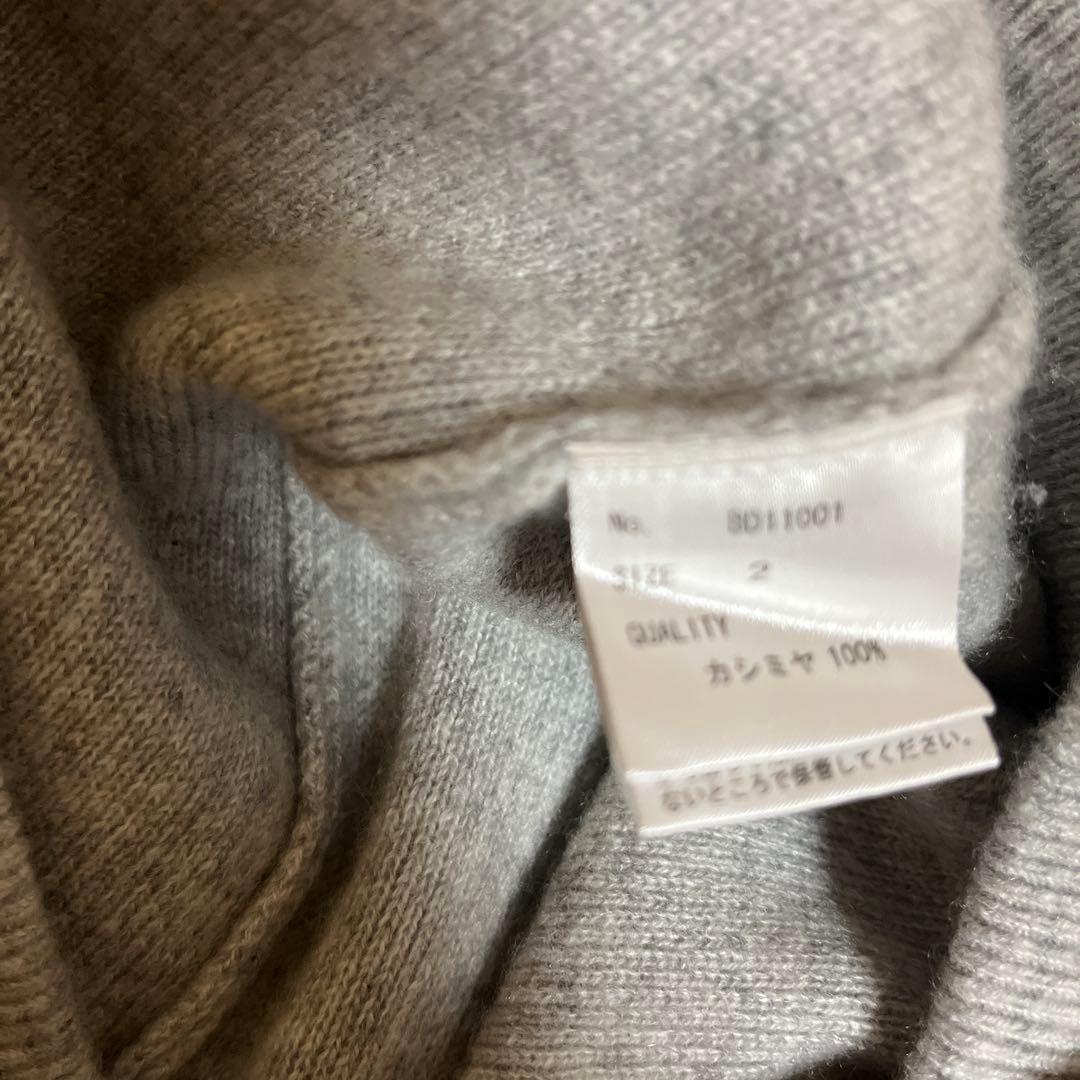 No. BD11001
SIZE 2
QUALITY
カシミヤ 100%
ないところで保管してください。